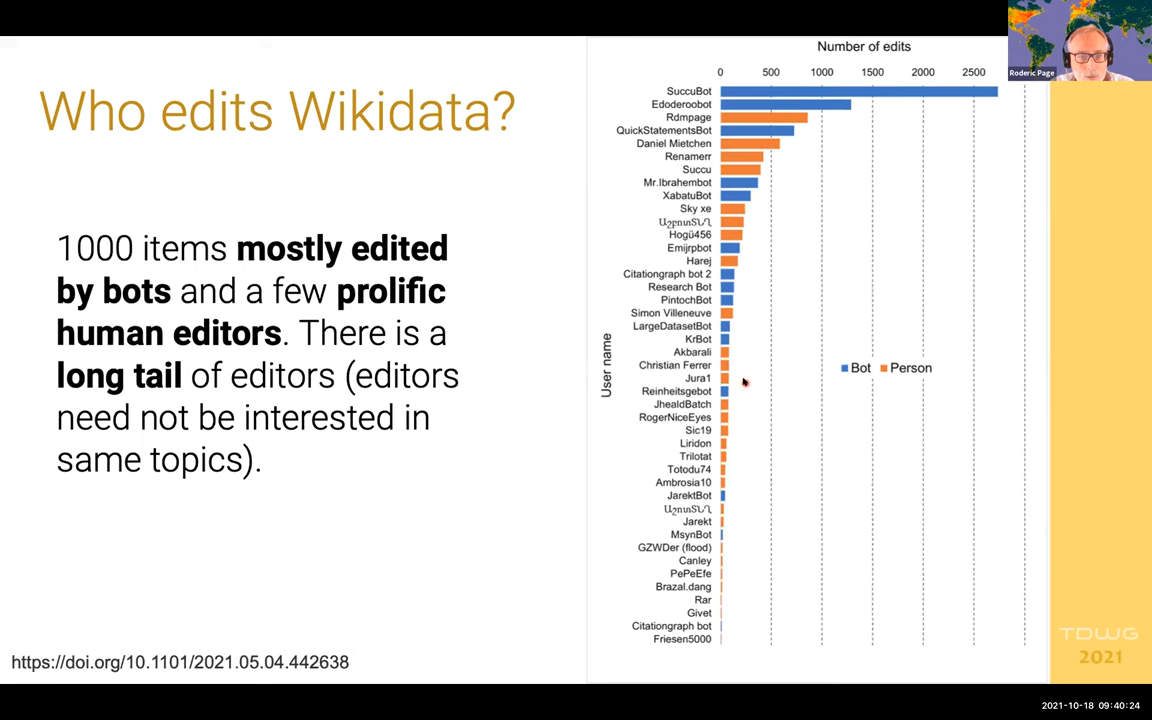 Who edits Wikidata?
1000 items mostly edited
by bots and a few prolific
human editors. There is a
long tail of editors (editors
need not be interested in
same topics).
https://doi.org/10.1101/2021.05.04.442638
Number of edits
0 500 1000 1500 2000 2500
User name
SuccuBot
Edoderoobot
Rdmpage
QuickStatementsBot
Daniel Mietchen
Renamerr
Succu
Mr.Ibrahembot
XabatuBot
Sky xe
Hogü456
Emijrpbot
Harej
Citationgraph bot 2
Research Bot
PintochBot
Simon Villeneuve
LargeDatasetBot
KrBot
Akbarali
Christian Ferrer
Jura1
Reinheitsgebot
JhealdBatch
RogerNiceEyes
Sic19
Liridon
Trilotat
Totodu74
Ambrosia10
JarektBot
Jarekt
MsynBot
GZWDer (flood)
Canley
PePeEfe
Brazal.dang
Rar
Givet
Citationgraph bot
Friesen5000
Bot Person
Roderic Page
TDWG
2021
2021-10-18 09:40:24